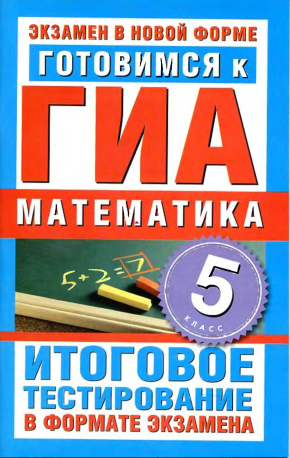 ЭКЗАМЕН В НОВОЙ ФОРМЕ
ГОТОВИМСЯ К
ГИА
МАТЕМАТИКА
5+2=7
5
КЛАСС
ИТОГОВОЕ
ТЕСТИРОВАНИЕ
В ФОРМАТЕ ЭКЗАМЕНА